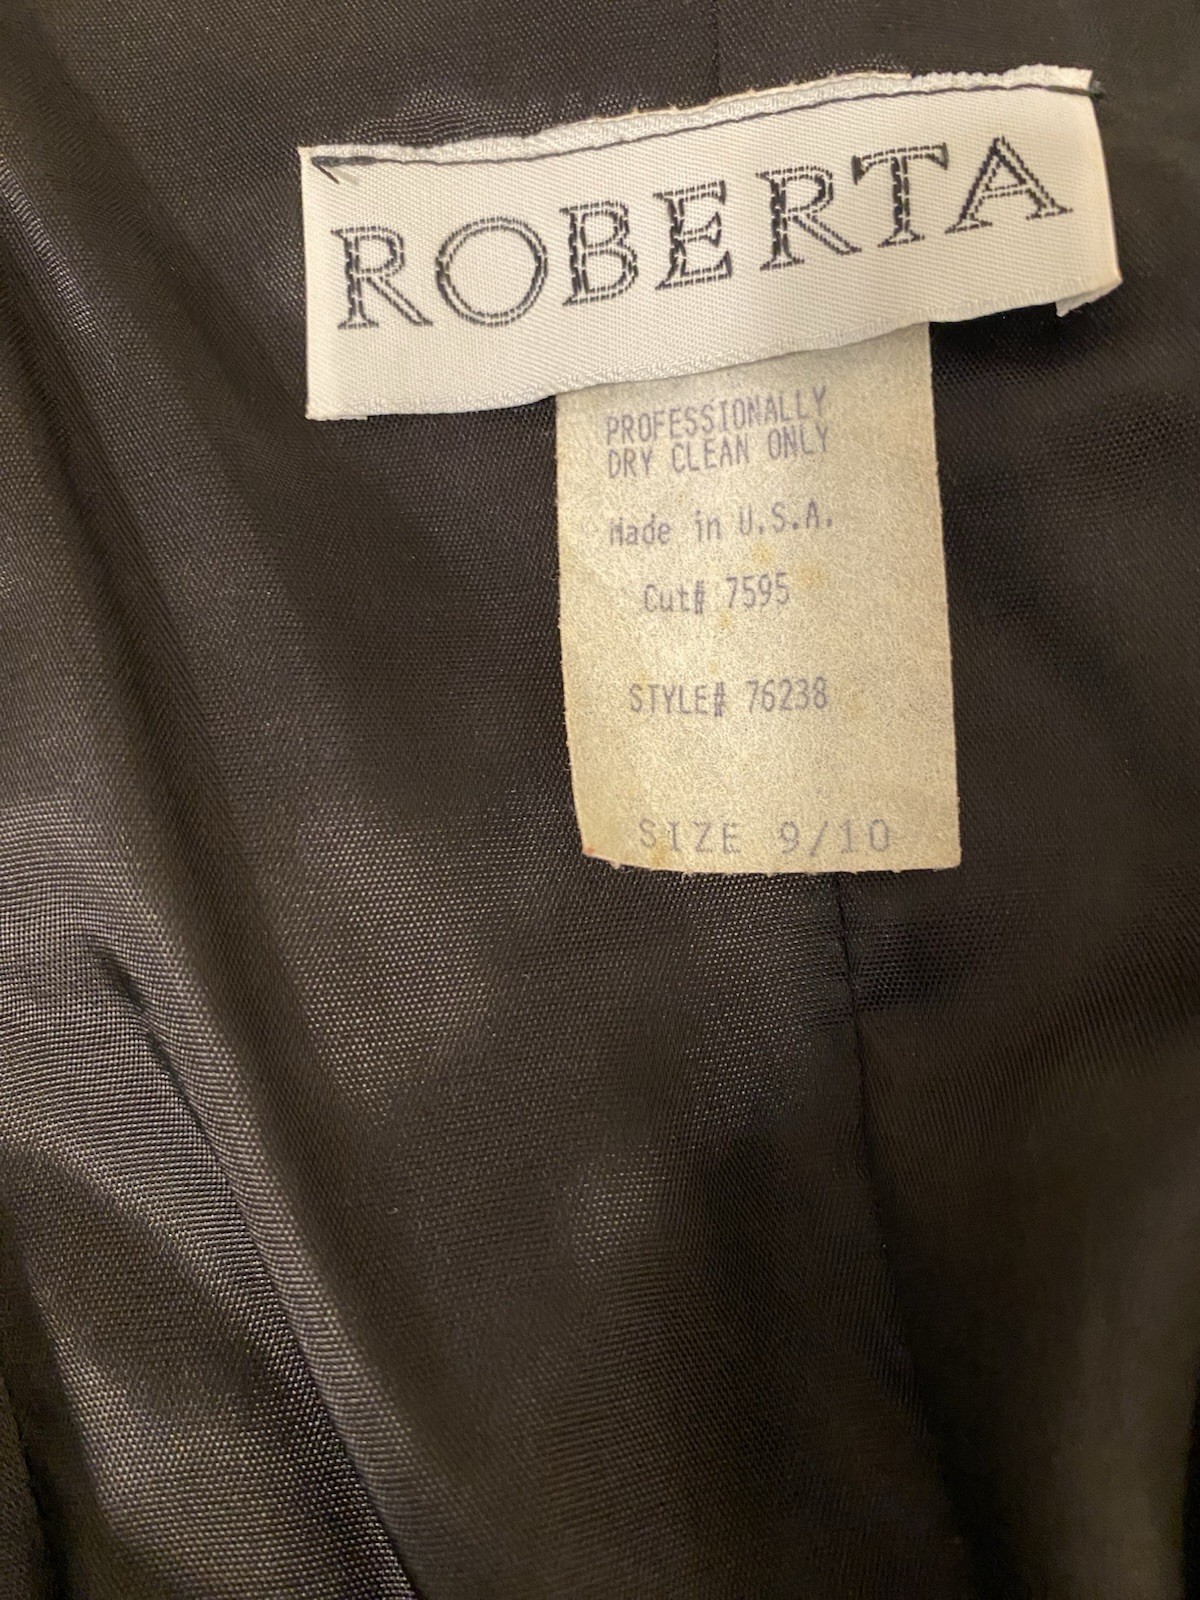 ROBERTA
PROFESSIONALLY
DRY CLEAN ONLY
Made in U.S.A.
Cut# 7595
STYLE# 76238
SIZE 9/10